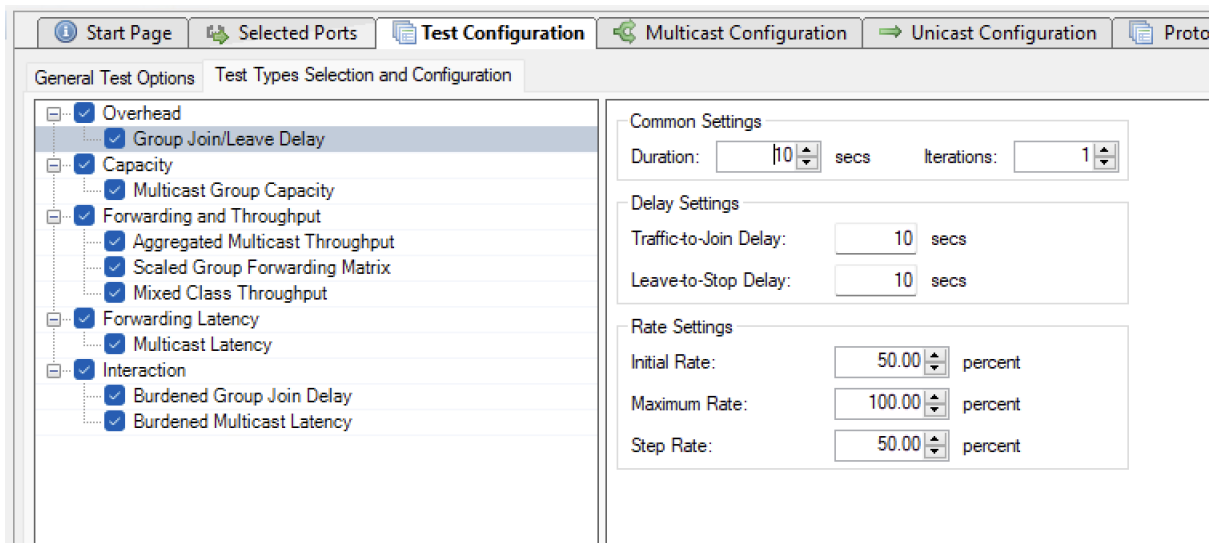 Start Page Selected Ports Test Configuration Multicast Configuration Unicast Configuration Proto
General Test Options Test Types Selection and Configuration
Overhead
Group Join/Leave Delay
Capacity
Multicast Group Capacity
Forwarding and Throughput
Aggregated Multicast Throughput
Scaled Group Forwarding Matrix
Mixed Class Throughput
Forwarding Latency
Multicast Latency
Interaction
Burdened Group Join Delay
Burdened Multicast Latency
Common Settings
Duration: 10 secs Iterations: 1
Delay Settings
Traffic-to-Join Delay: 10 secs
Leave-to-Stop Delay: 10 secs
Rate Settings
Initial Rate: 50.00 percent
Maximum Rate: 100.00 percent
Step Rate: 50.00 percent